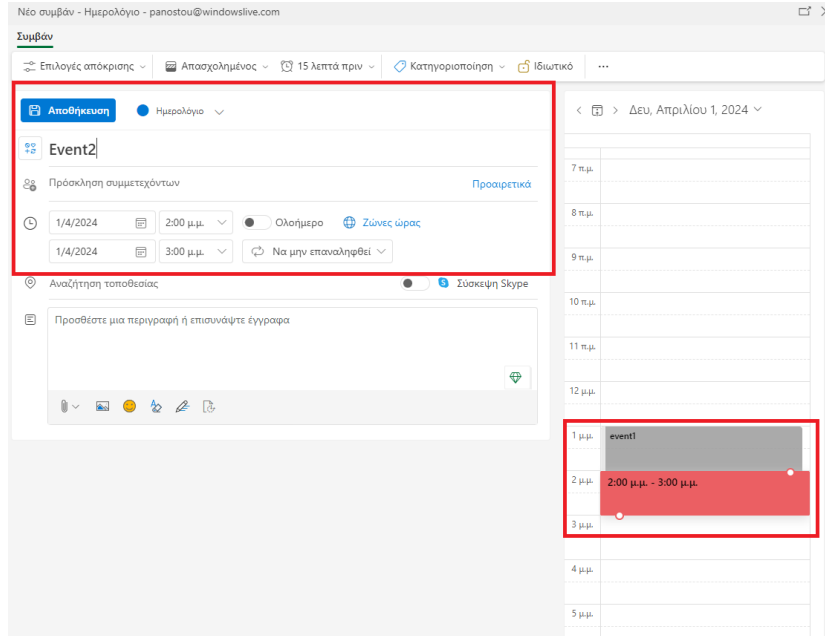 Νέο συμβάν - Ημερολόγιο - panostou@windowslive.com
Συμβάν
Επιλογές απόκρισης
Απασχολημένος
15 λεπτά πριν
Κατηγοριοποίηση
Ιδιωτικό
...
Αποθήκευση
Ημερολόγιο
Event2
Πρόσκληση συμμετεχόντων
Προαιρετικά
1/4/2024
2:00 μ.μ.
Ολοήμερο
Ζώνες ώρας
1/4/2024
3:00 μ.μ.
Να μην επαναληφθεί
Αναζήτηση τοποθεσίας
Σύσκεψη Skype
Προσθέστε μια περιγραφή ή επισυνάψτε έγγραφα
Δευ, Απριλίου 1, 2024
7 π.μ.
8 π.μ.
9 π.μ.
10 π.μ.
11 π.μ.
12 μ.μ.
1 μ.μ.
event1
2 μ.μ.
2:00 μ.μ. - 3:00 μ.μ.
3 μ.μ.
4 μ.μ.
5 μ.μ.